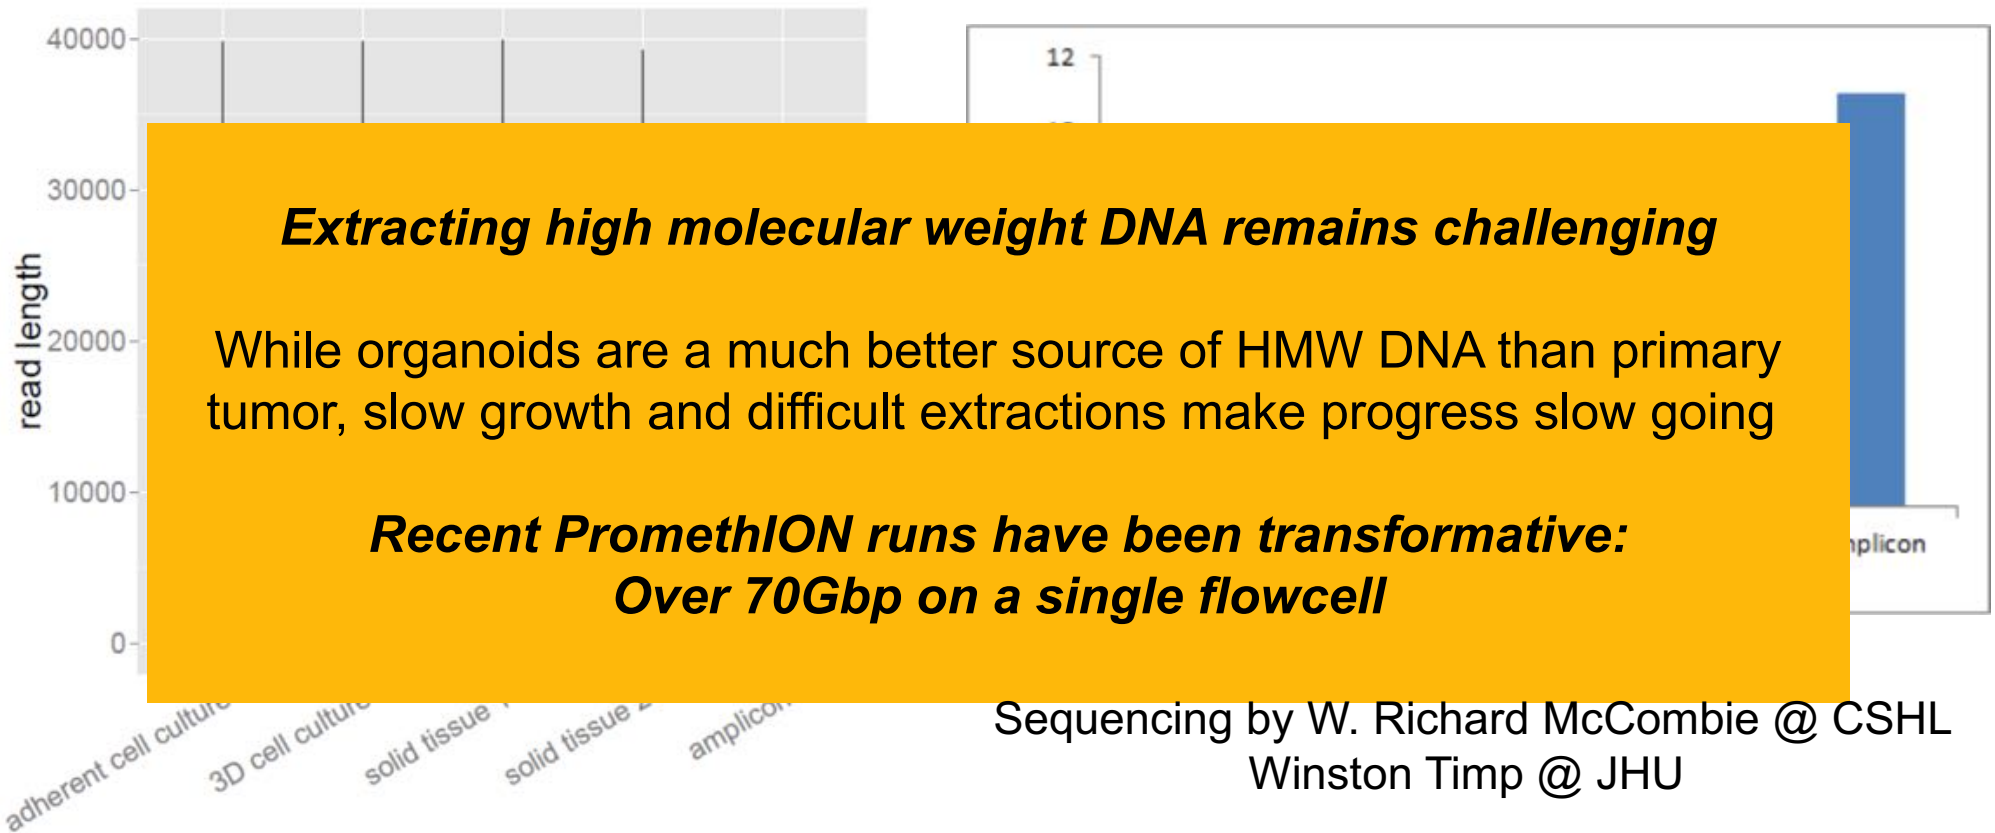 40000
30000
20000
10000
0
read length
adherent cell culture
3D cell culture
solid tissue
solid tissue
amplicon
12
Extracting high molecular weight DNA remains challenging
While organoids are a much better source of HMW DNA than primary
tumor, slow growth and difficult extractions make progress slow going
Recent PromethION runs have been transformative:
Over 70Gbp on a single flowcell
Sequencing by W. Richard McCombie @ CSHL
Winston Timp @ JHU